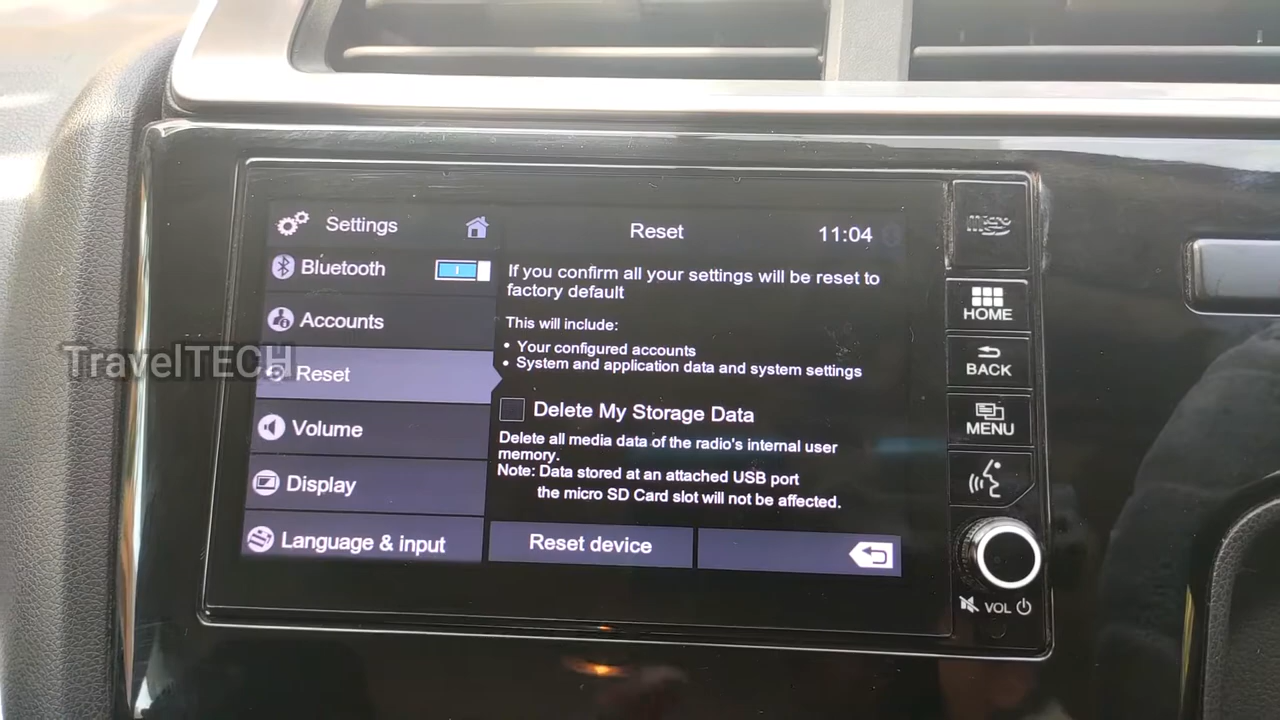 Settings
Reset
11:04
Bluetooth
Accounts
Reset
Volume
Display
Language & input
If you confirm all your settings will be reset to
factory default
This will include:
• Your configured accounts
• System and application data and system settings
Delete My Storage Data
Delete all media data of the radio's internal user
memory.
Note: Data stored at an attached USB port
the micro SD Card slot will not be affected.
Reset device
micro SD
HOME
BACK
MENU
VOL
TravelTECH